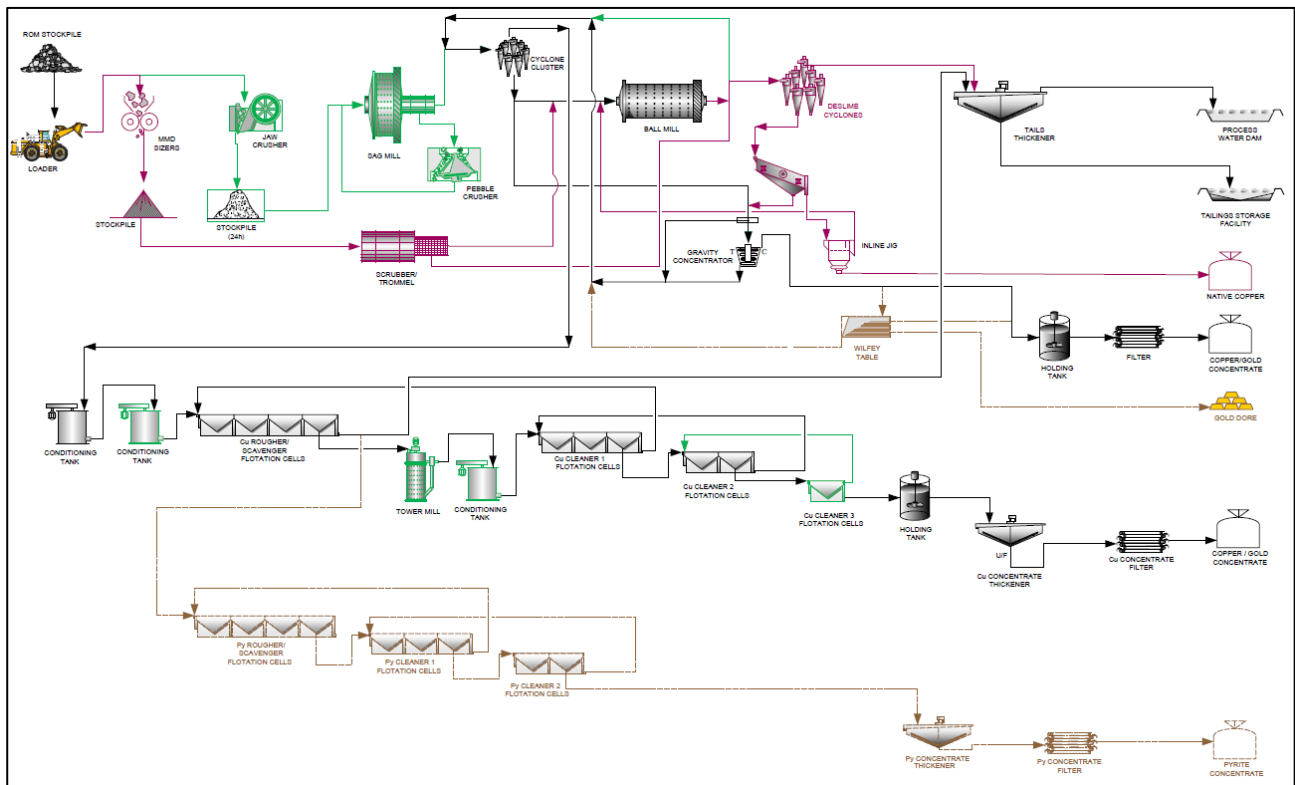 ROM STOCKPILE
LOADER
MMD
SIZERS
STOCKPILE
JAW
CRUSHER
STOCKPILE
(24h)
SAG MILL
PEBBLE
CRUSHER
SCRUBBER/
TROMMEL
CYCLONE
CLUSTER
BALL MILL
DESLIME
CYCLONES
TAILS
THICKENER
PROCESS
WATER DAM
TAILINGS STORAGE
FACILITY
GRAVITY
CONCENTRATOR
T
C
INLINE JIG
NATIVE COPPER
WILFEY
TABLE
HOLDING
TANK
FILTER
COPPER/GOLD
CONCENTRATE
GOLD DORE
CONDITIONING
TANK
CONDITIONING
TANK
Cu ROUGHER/
SCAVENGER
FLOTATION CELLS
TOWER MILL
CONDITIONING
TANK
Cu CLEANER 1
FLOTATION CELLS
Cu CLEANER 2
FLOTATION CELLS
Cu CLEANER 3
FLOTATION CELLS
HOLDING
TANK
U/F
Cu CONCENTRATE
THICKENER
Cu CONCENTRATE
FILTER
COPPER / GOLD
CONCENTRATE
Py ROUGHER/
SCAVENGER
FLOTATION CELLS
Py CLEANER 1
FLOTATION CELLS
Py CLEANER 2
FLOTATION CELLS
Py CONCENTRATE
THICKENER
Py CONCENTRATE
FILTER
PYRITE
CONCENTRATE